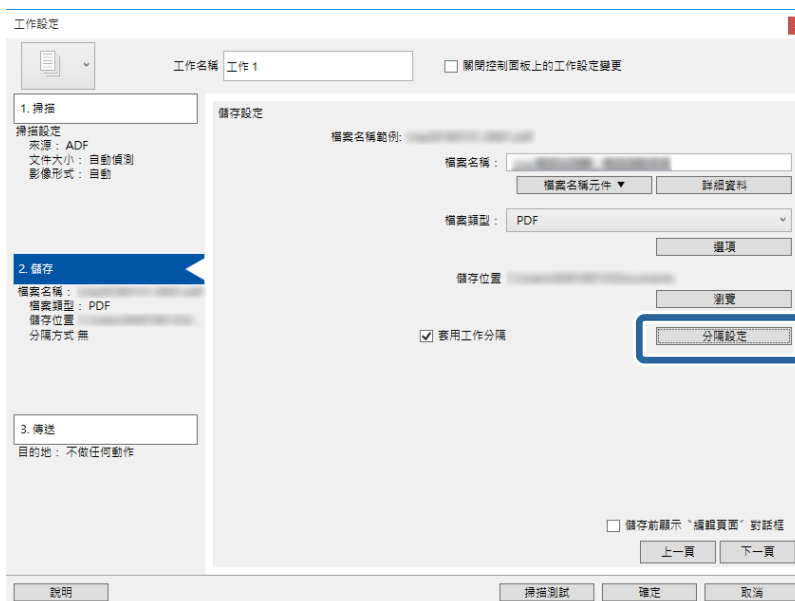 工作設定
工作名稱 工作 1 關閉控制面板上的工作設定變更
1. 掃描
掃描設定
來源： ADF
文件大小： 自動偵測
影像形式： 自動
2. 儲存
檔案名稱：
檔案類型： PDF
儲存位置
分隔方式 無
3. 傳送
目的地： 不做任何動作
儲存設定
檔案名稱範例:
檔案名稱：
檔案名稱元件 ▼ 詳細資料
檔案類型： PDF
選項
儲存位置
瀏覽
套用工作分隔 分隔設定
儲存前顯示〝編輯頁面〞對話框
上一頁 下一頁
說明 掃描測試 確定 取消